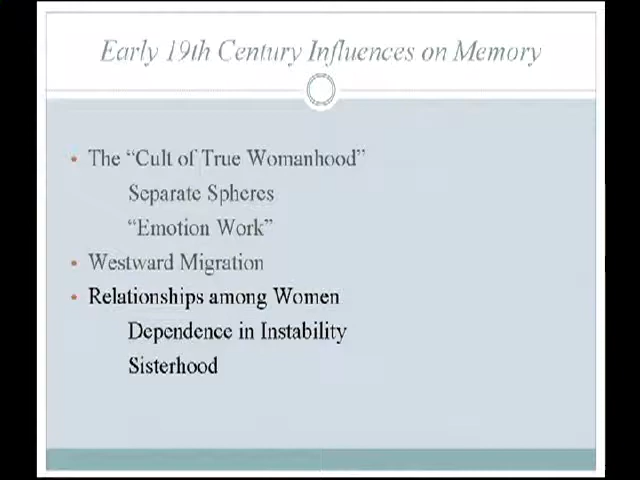 Early 19th Century Influences on Memory
• The “Cult of True Womanhood”
Separate Spheres
“Emotion Work”
• Westward Migration
• Relationships among Women
Dependence in Instability
Sisterhood